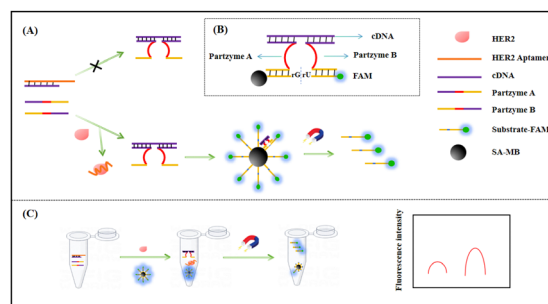 (A)
(B)
cDNA
Partzyme A
Partzyme B
rG rU
FAM
HER2
HER2 Aptamer
cDNA
Partzyme A
Partzyme B
Substrate-FAM
SA-MB
(C)
Fluorescence intensity